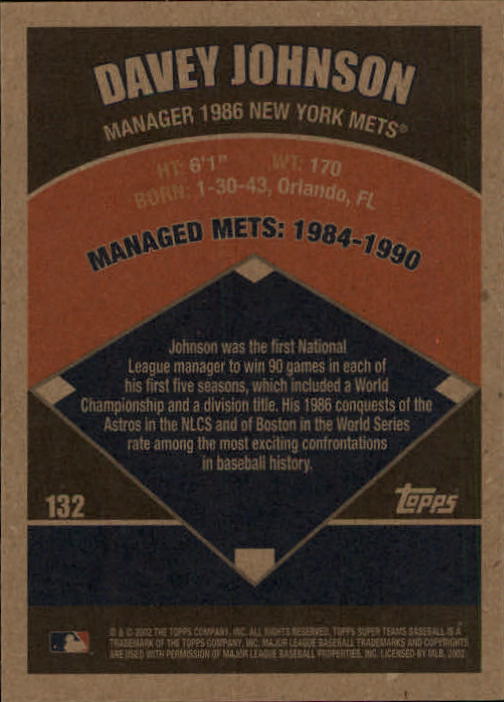 DAVEY JOHNSON
MANAGER 1986 NEW YORK METS®
HT: 6'1" WT: 170
BORN: 1-30-43, Orlando, FL
MANAGED METS: 1984-1990
Johnson was the first National
League manager to win 90 games in each of
his first five seasons, which included a World
Championship and a division title. His 1986 conquests of the
Astros in the NLCS and of Boston in the World Series
rate among the most exciting confrontations
in baseball history.
132
Topps
® & © 2002 THE TOPPS COMPANY, INC. ALL RIGHTS RESERVED. TOPPS SUPER TEAMS BASEBALL IS A
TRADEMARK OF THE TOPPS COMPANY, INC. MAJOR LEAGUE BASEBALL TRADEMARKS AND COPYRIGHTS
ARE USED WITH PERMISSION OF MAJOR LEAGUE BASEBALL PROPERTIES, INC. LICENSED BY MLB. 2002